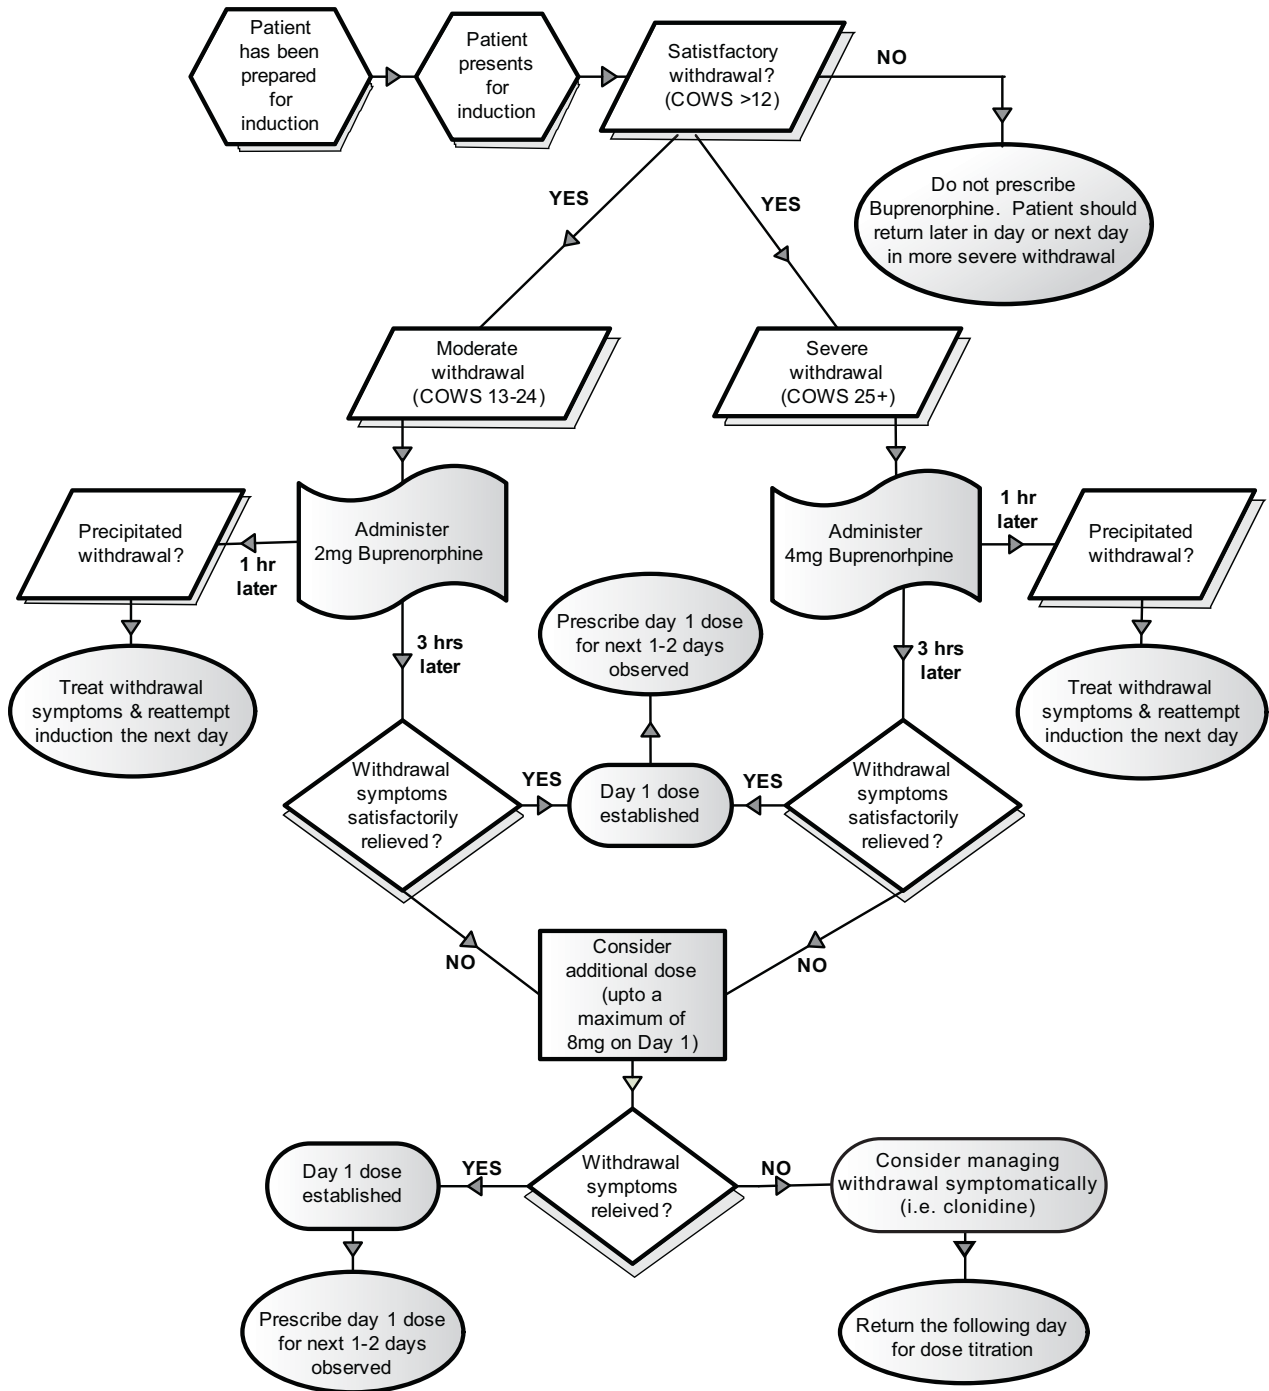 Patient
has been
prepared
for
induction
Patient
presents
for
induction
Satistfactory
withdrawal?
(COWS >12)
NO
Do not prescribe
Buprenorphine. Patient should
return later in day or next day
in more severe withdrawal
YES
YES
Moderate
withdrawal
(COWS 13-24)
Severe
withdrawal
(COWS 25+)
Precipitated
withdrawal?
1 hr
later
Administer
2mg Buprenorphine
Administer
4mg Buprenorhpine
1 hr
later
Precipitated
withdrawal?
Treat withdrawal
symptoms & reattempt
induction the next day
3 hrs
later
Prescribe day 1 dose
for next 1-2 days
observed
3 hrs
later
Treat withdrawal
symptoms & reattempt
induction the next day
Withdrawal
symptoms
satisfactorily
relieved?
YES
Day 1 dose
established
YES
Withdrawal
symptoms
satisfactorily
relieved?
NO
Consider
additional dose
(upto a
maximum of
8mg on Day 1)
NO
Day 1 dose
established
YES
Withdrawal
symptoms
releived?
NO
Consider managing
withdrawal symptomatically
(i.e. clonidine)
Prescribe day 1 dose
for next 1-2 days
observed
Return the following day
for dose titration